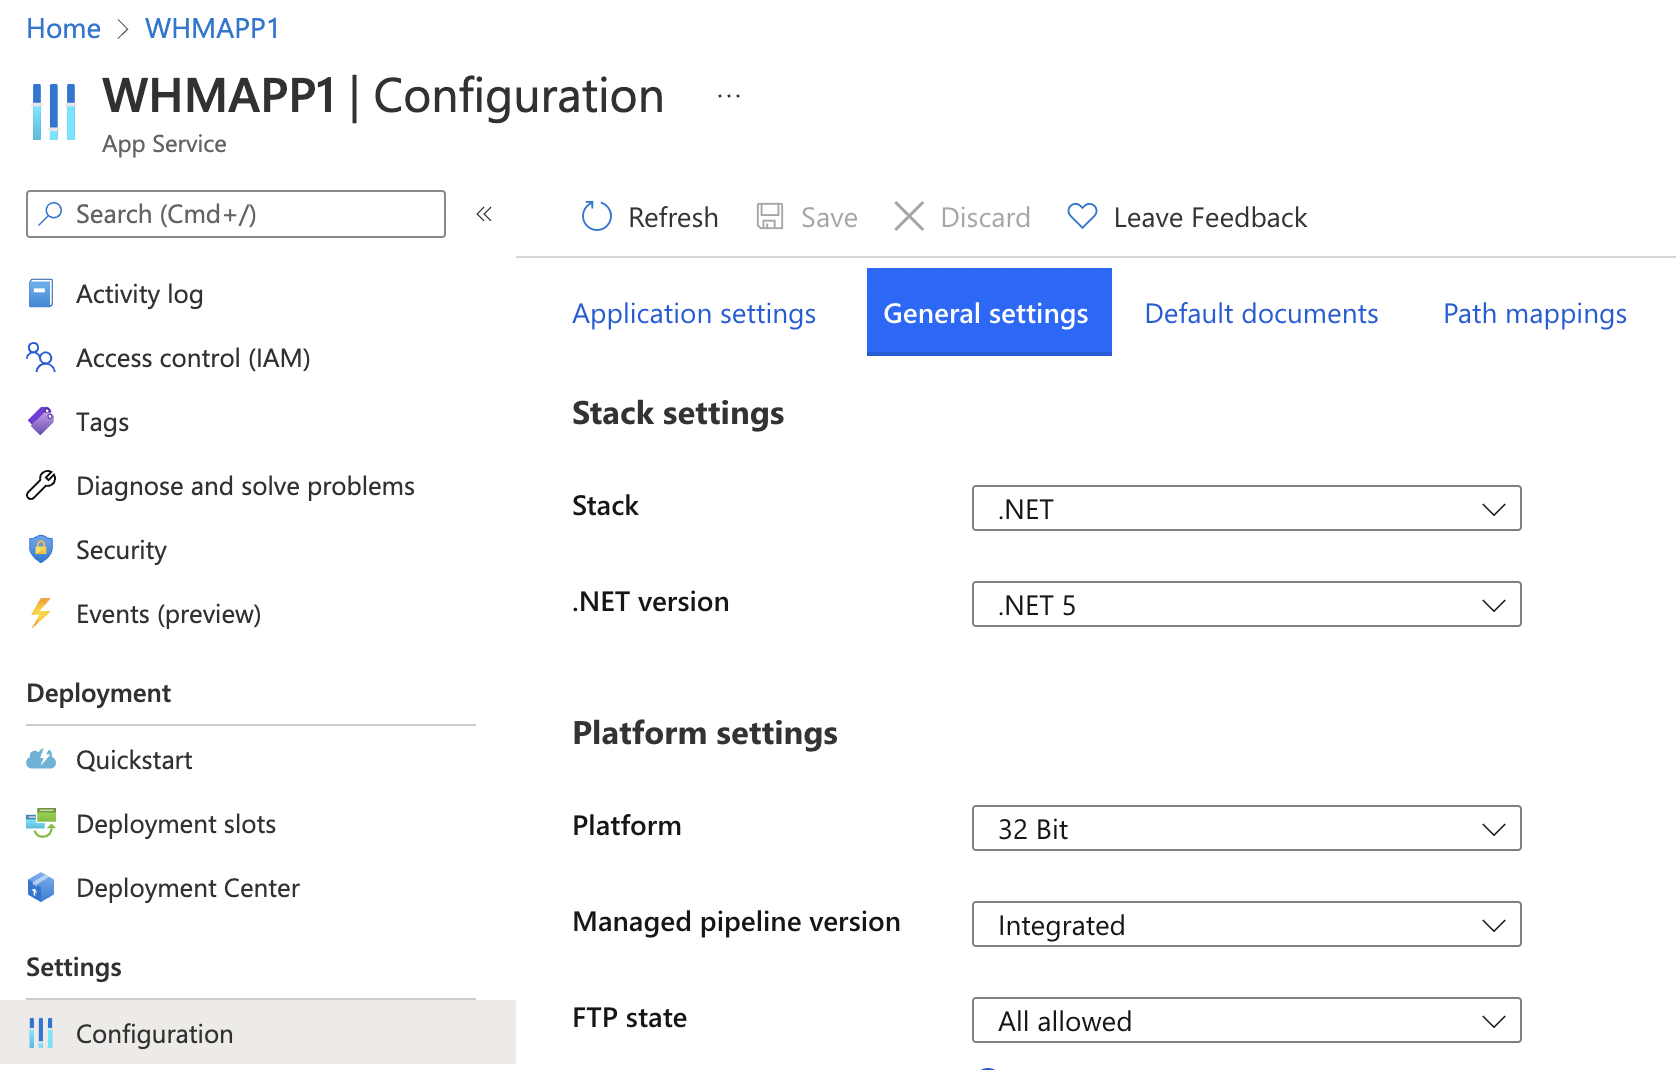 Home > WHMAPP1
WHMAPP1 | Configuration ...
App Service
Search (Cmd+/) «
Activity log
Access control (IAM)
Tags
Diagnose and solve problems
Security
Events (preview)
Deployment
Quickstart
Deployment slots
Deployment Center
Settings
Configuration
Refresh Save Discard Leave Feedback
Application settings General settings Default documents Path mappings
Stack settings
Stack .NET
.NET version .NET 5
Platform settings
Platform 32 Bit
Managed pipeline version Integrated
FTP state All allowed